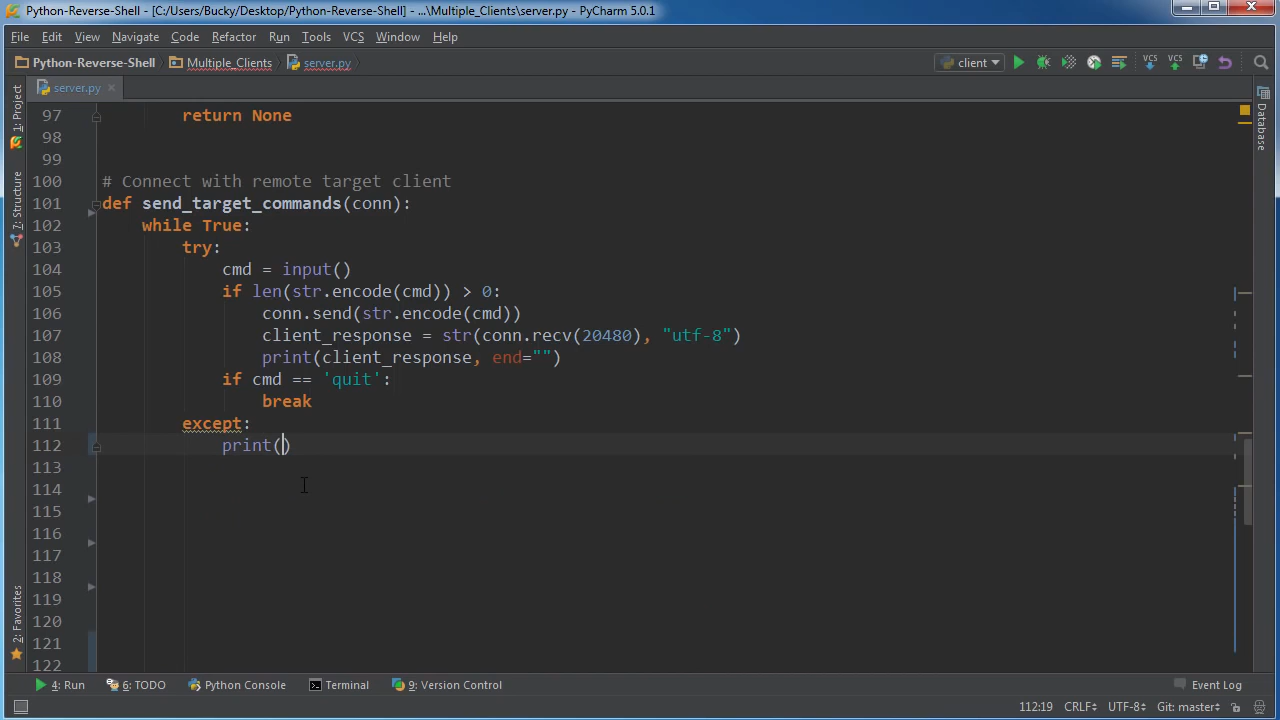 Python-Reverse-Shell - [C:/Users/Bucky/Desktop/Python-Reverse-Shell] - ...\Multiple_Clients\server.py - PyCharm 5.0.1
File Edit View Navigate Code Refactor Run Tools VCS Window Help
Python-Reverse-Shell Multiple_Clients server.py client VCS VCS
server.py
1: Project
7: Structure
2: Favorites
Database
97 return None
98
99
100 # Connect with remote target client
101 def send_target_commands(conn):
102 while True:
103 try:
104 cmd = input()
105 if len(str.encode(cmd)) > 0:
106 conn.send(str.encode(cmd))
107 client_response = str(conn.recv(20480), "utf-8")
108 print(client_response, end="")
109 if cmd == 'quit':
110 break
111 except:
112 print()
113
114
115
116
117
118
119
120
121
122
4: Run 6: TODO Python Console Terminal 9: Version Control Event Log
112:19 CRLF UTF-8 Git: master